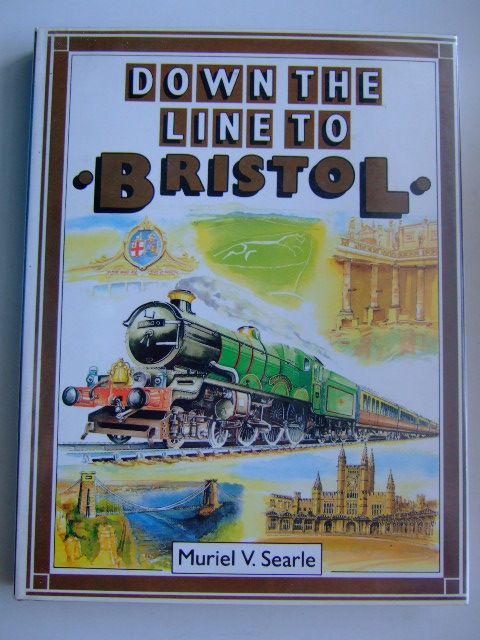 DOWN THE
LINE TO
BRISTOL
Muriel V. Searle